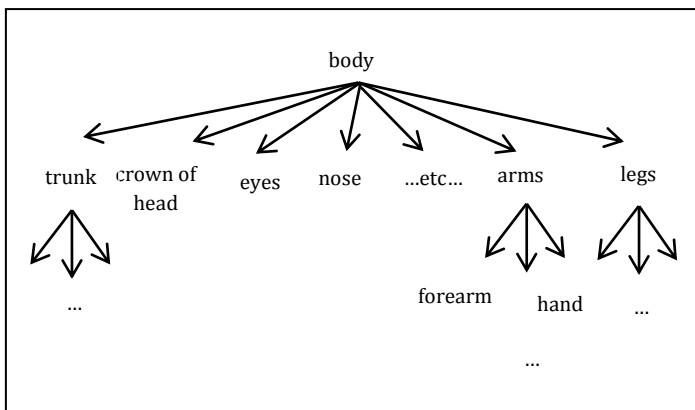 body
trunk crown of head eyes nose ...etc... arms legs
forearm hand ...
...
...